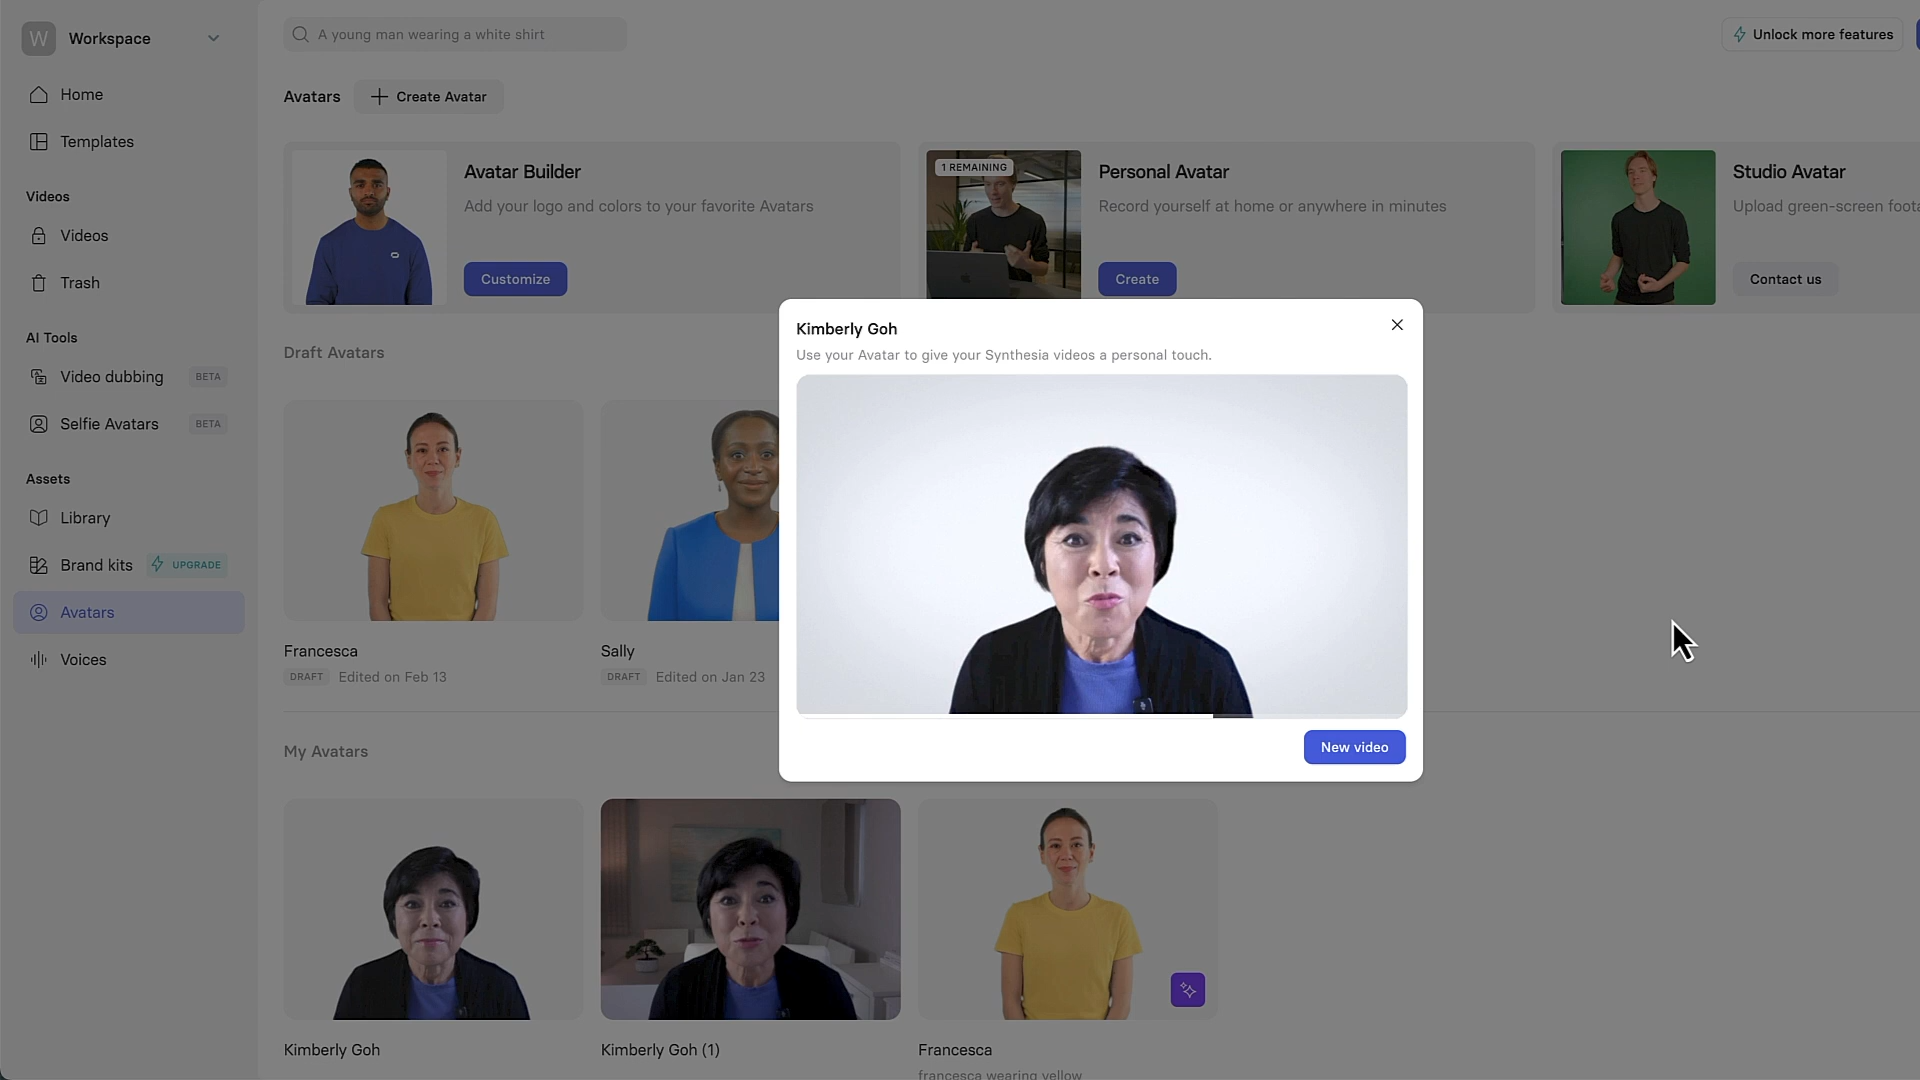 W Workspace
Home
Templates
Videos
Videos
Trash
AI Tools
Video dubbing BETA
Selfie Avatars BETA
Assets
Library
Brand kits UPGRADE
Avatars
Voices
A young man wearing a white shirt
Unlock more features
Avatars
Create Avatar
Avatar Builder
Add your logo and colors to your favorite Avatars
Customize
1 REMAINING
Personal Avatar
Record yourself at home or anywhere in minutes
Create
Studio Avatar
Upload green-screen foota
Contact us
Draft Avatars
Francesca
DRAFT Edited on Feb 13
Sally
DRAFT Edited on Jan 23
Kimberly Goh
Use your Avatar to give your Synthesia videos a personal touch.
New video
My Avatars
Kimberly Goh
Kimberly Goh (1)
Francesca
francesca wearing yellow